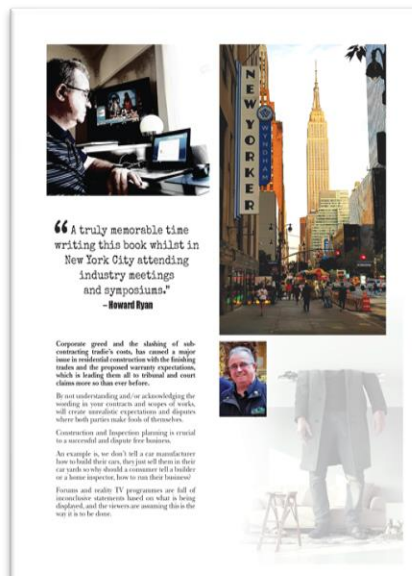 NEW YORKER
WYNDHAM
“ A truly memorable time
writing this book whilst in
New York City attending
industry meetings
and symposiums.”
– Howard Ryan
Corporate greed and the slashing of sub-
contracting tradie's costs, has caused a major
issue in residential construction with the finishing
trades and the proposed warranty expectations,
which is leading them all to tribunal and court
claims more so than ever before.
By not understanding and/or acknowledging the
wording in your contracts and scopes of works,
will create unrealistic expectations and disputes
where both parties make fools of themselves.
Construction and Inspection planning is crucial
to a successful and dispute free business.
An example is, we don't tell a car manufacturer
how to build their cars, they just sell them in their
car yards so why should a consumer tell a builder
or a home inspector, how to run their business?
Forums and reality TV programmes are full of
inconclusive statements based on what is being
displayed, and the viewers are assuming this is the
way it is to be done.